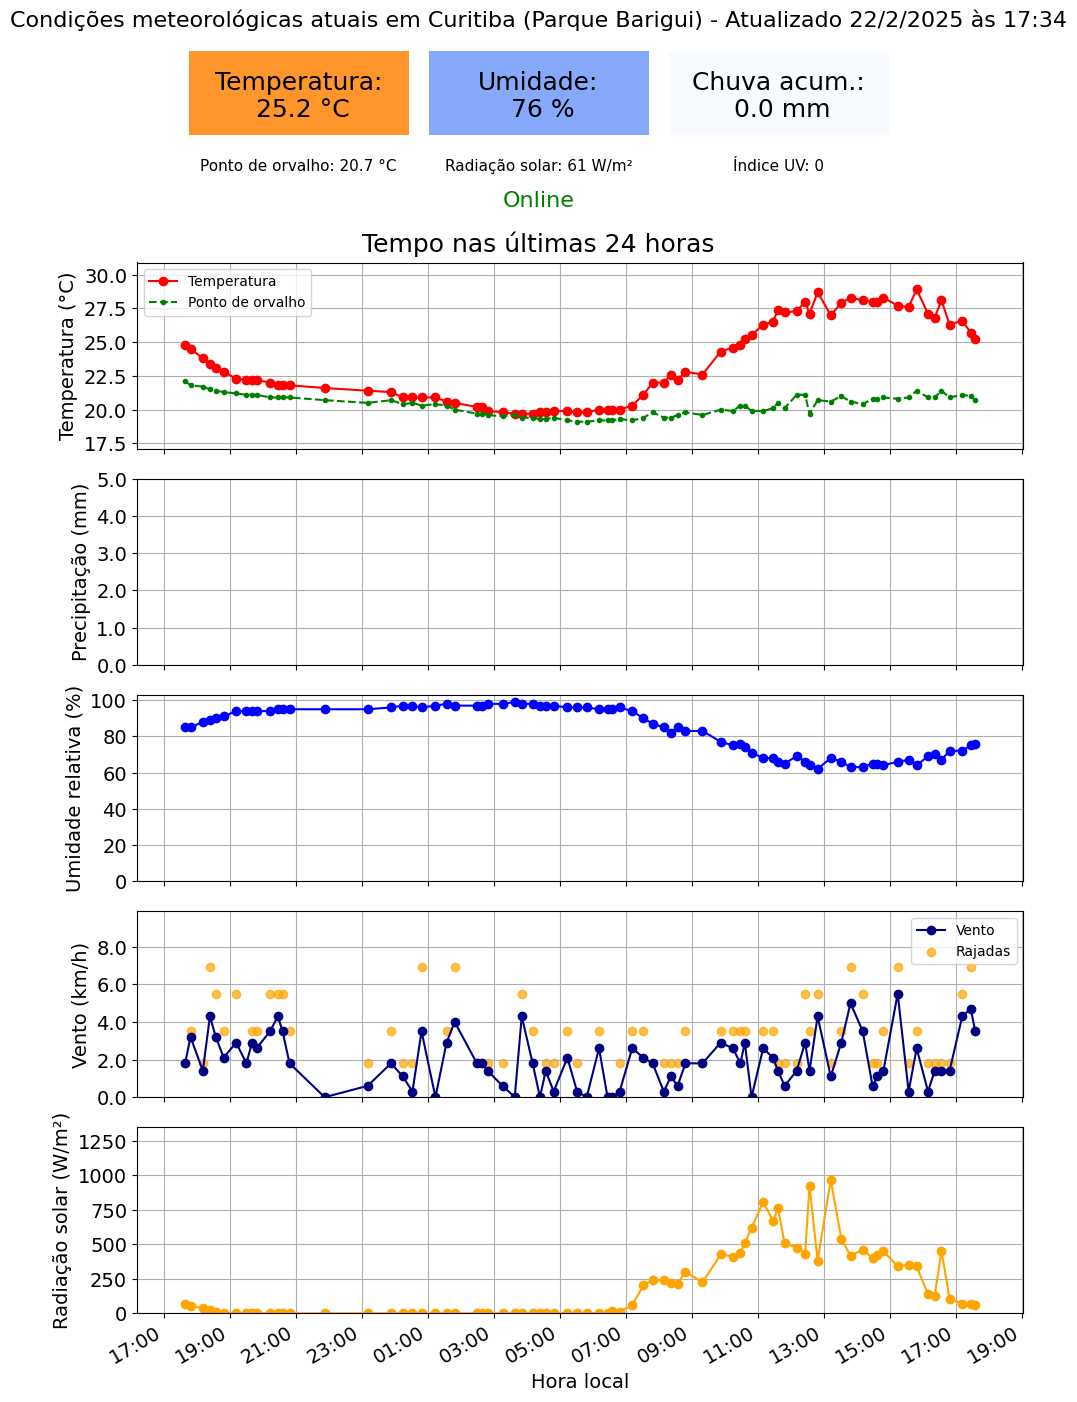 Condições meteorológicas atuais em Curitiba (Parque Barigui) - Atualizado 22/2/2025 às 17:34
Temperatura:
25.2 °C
Umidade:
76 %
Chuva acum.:
0.0 mm
Ponto de orvalho: 20.7 °C
Radiação solar: 61 W/m²
Índice UV: 0
Online
Tempo nas últimas 24 horas
Temperatura (°C)
30.0
27.5
25.0
22.5
20.0
17.5
Temperatura
Ponto de orvalho
Precipitação (mm)
5.0
4.0
3.0
2.0
1.0
0.0
Umidade relativa (%)
100
80
60
40
20
0
Vento (km/h)
8.0
6.0
4.0
2.0
0.0
Vento
Rajadas
Radiação solar (W/m²)
1250
1000
750
500
250
0
17:00
19:00
21:00
23:00
01:00
03:00
05:00
07:00
09:00
11:00
13:00
15:00
17:00
19:00
Hora local